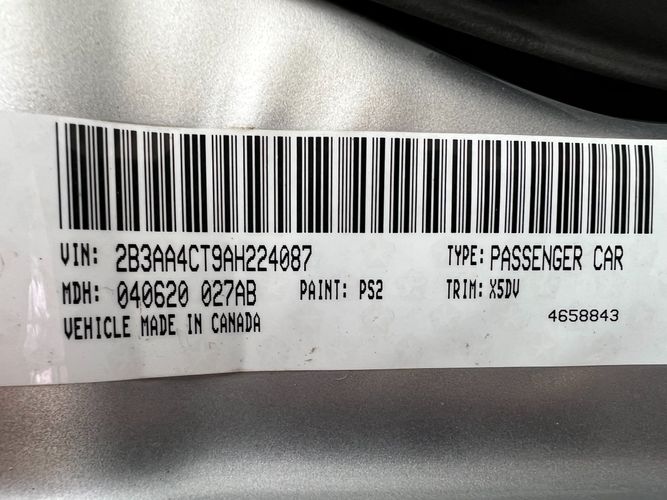 VIN: 2B3AA4CT9AH224087 TYPE: PASSENGER CAR
MDH: 040620 027AB PAINT: PS2 TRIM: X5DV
VEHICLE MADE IN CANADA 4658843